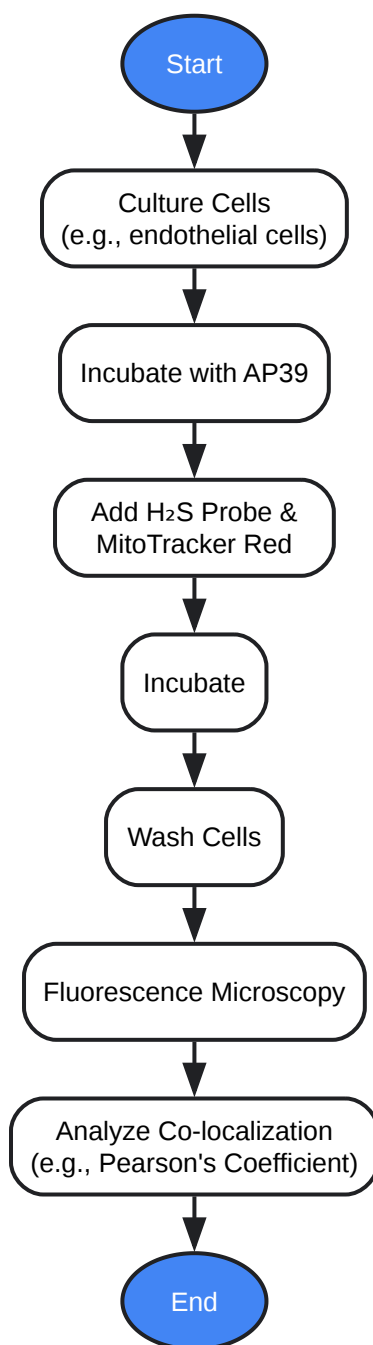 Start
Culture Cells
(e.g., endothelial cells)
Incubate with AP39
Add H₂S Probe &
MitoTracker Red
Incubate
Wash Cells
Fluorescence Microscopy
Analyze Co-localization
(e.g., Pearson's Coefficient)
End